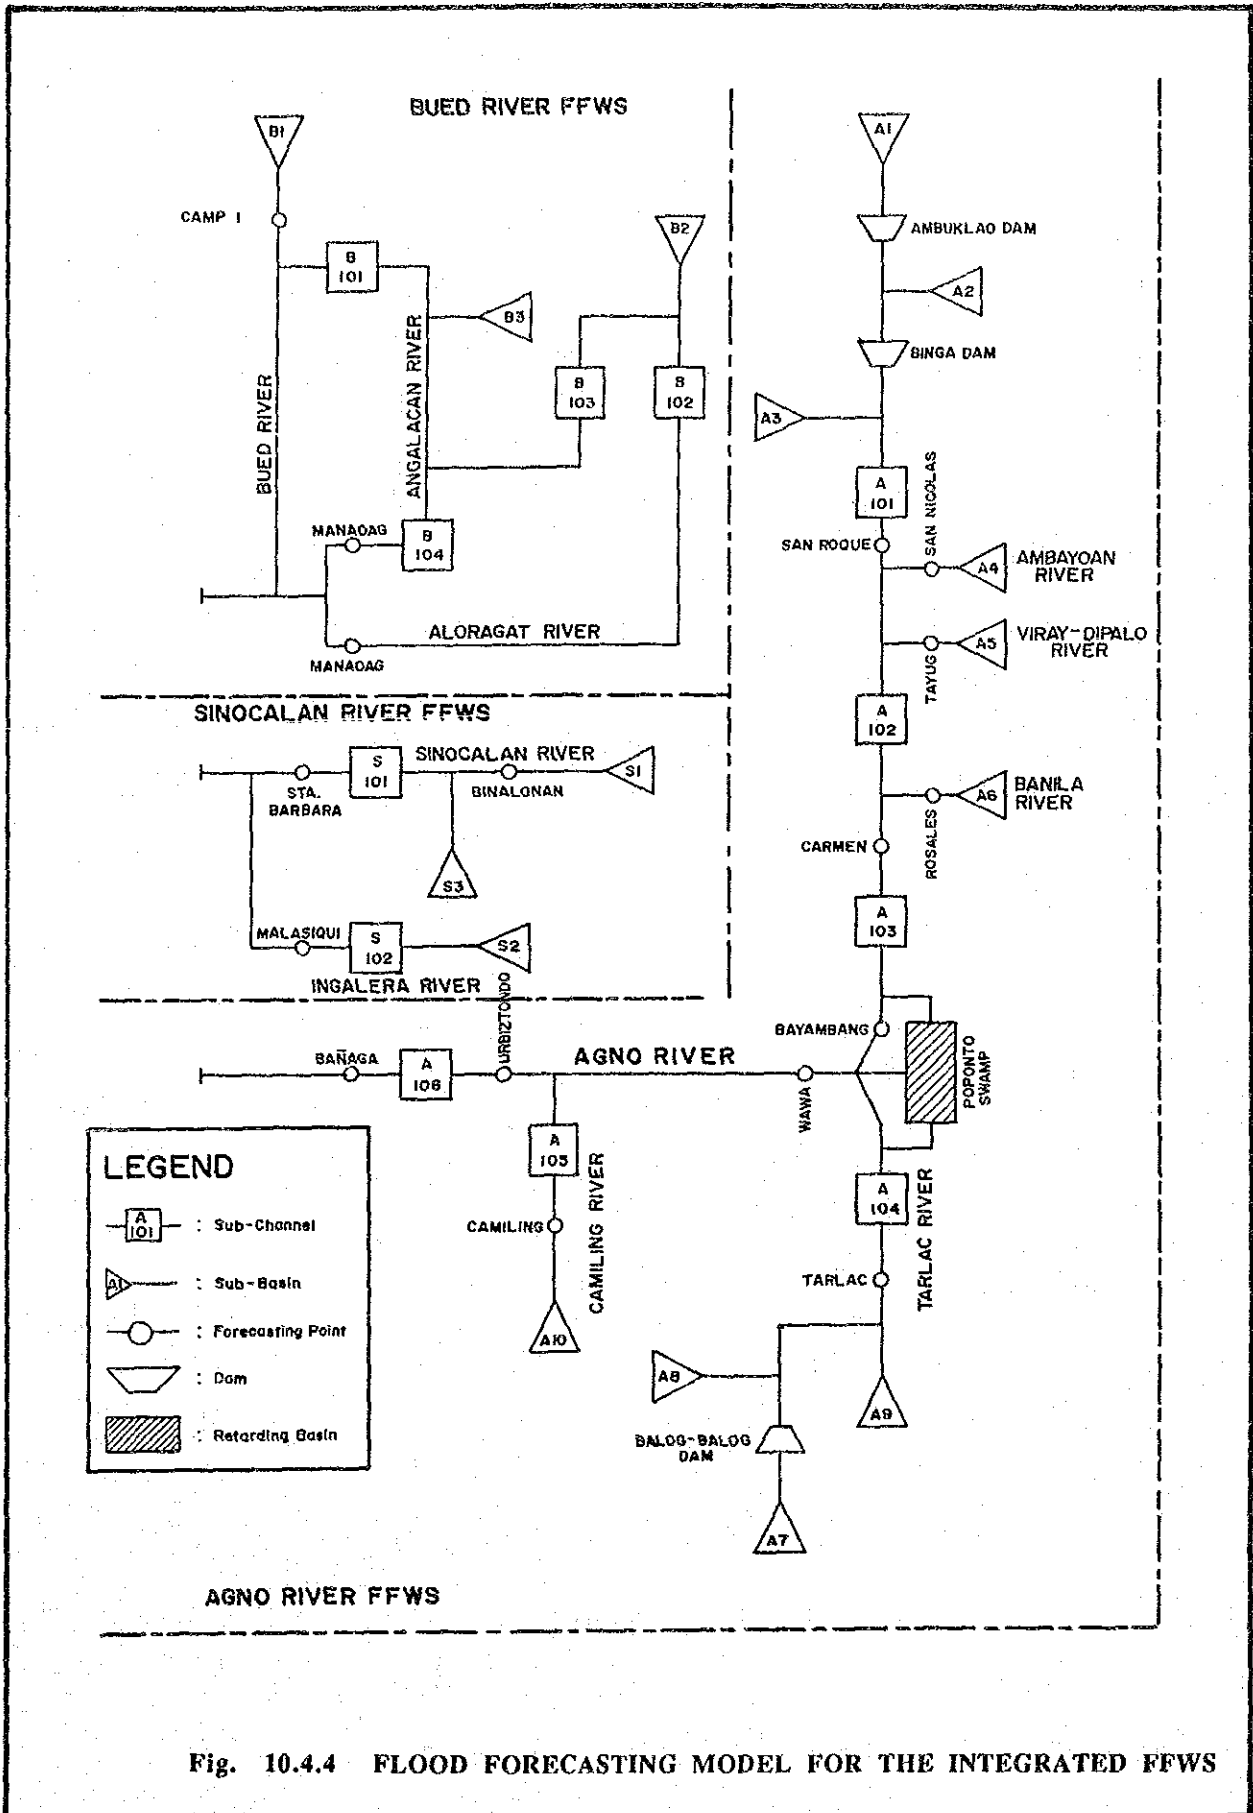 BUED RIVER FFWS
B1
CAMP 1
B
101
B2
B3
B
103
B
102
BUED RIVER
ANGALACAN RIVER
MANAOAG
B
104
ALORAGAT RIVER
MANAOAG
A1
AMBUKLAO DAM
A2
BINGA DAM
A3
A
101
SAN NICOLAS
SAN ROQUE
A4
AMBAYOAN
RIVER
A5
VIRAY-DIPALO
RIVER
TAYUG
A
102
A6
BANILA
RIVER
ROSALES
CARMEN
A
103
BAYAMBANG
POPONTO
SWAMP
SINOCALAN RIVER FFWS
SINOCALAN RIVER
S
101
STA.
BARBARA
BINALONAN
S1
S3
MALASIQUI
S
102
S2
INGALERA RIVER
URBIZTONDO
BAÑAGA
A
106
AGNO RIVER
WAWA
A
105
CAMILING RIVER
CAMILING
A10
A
104
TARLAC RIVER
TARLAC
A8
A9
BALOG-BALOG
DAM
A7
LEGEND
A
101
: Sub-Channel
A1
: Sub-Basin
: Forecasting Point
: Dam
: Retarding Basin
AGNO RIVER FFWS
Fig. 10.4.4 FLOOD FORECASTING MODEL FOR THE INTEGRATED FFWS